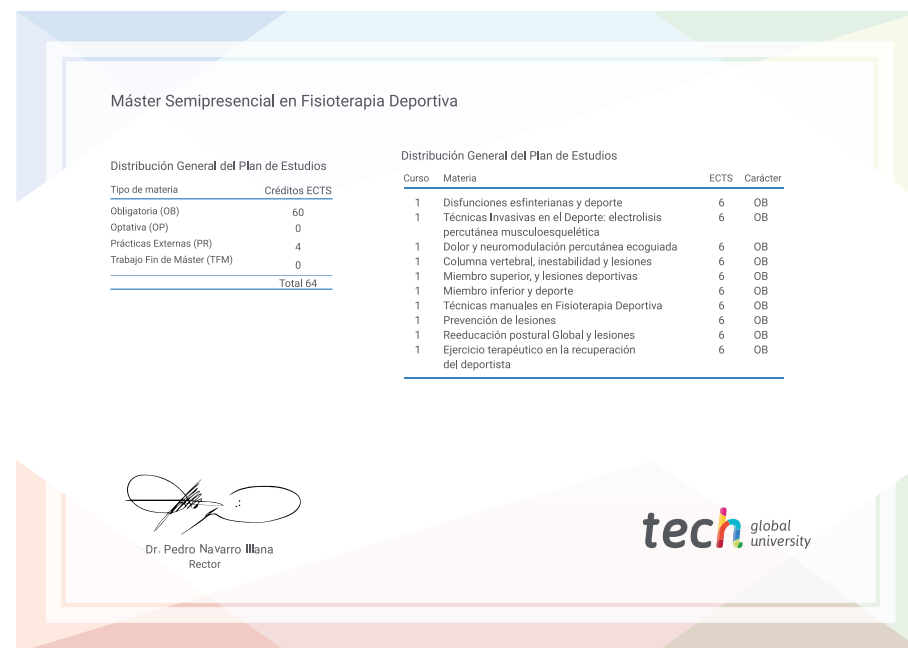 Máster Semipresencial en Fisioterapia Deportiva
Distribución General del Plan de Estudios
Tipo de materia Créditos ECTS
Obligatoria (OB) 60
Optativa (OP) 0
Prácticas Externas (PR) 4
Trabajo Fin de Máster (TFM) 0
Total 64
Distribución General del Plan de Estudios
Curso Materia ECTS Carácter
1 Disfunciones esfinterianas y deporte 6 OB
1 Técnicas Invasivas en el Deporte: electrolisis 6 OB
percutánea musculoesquelética
1 Dolor y neuromodulación percutánea ecoguiada 6 OB
1 Columna vertebral, inestabilidad y lesiones 6 OB
1 Miembro superior, y lesiones deportivas 6 OB
1 Miembro inferior y deporte 6 OB
1 Técnicas manuales en Fisioterapia Deportiva 6 OB
1 Prevención de lesiones 6 OB
1 Reeducación postural Global y lesiones 6 OB
1 Ejercicio terapéutico en la recuperación 6 OB
del deportista
Dr. Pedro Navarro Illana
Rector
tech global
university